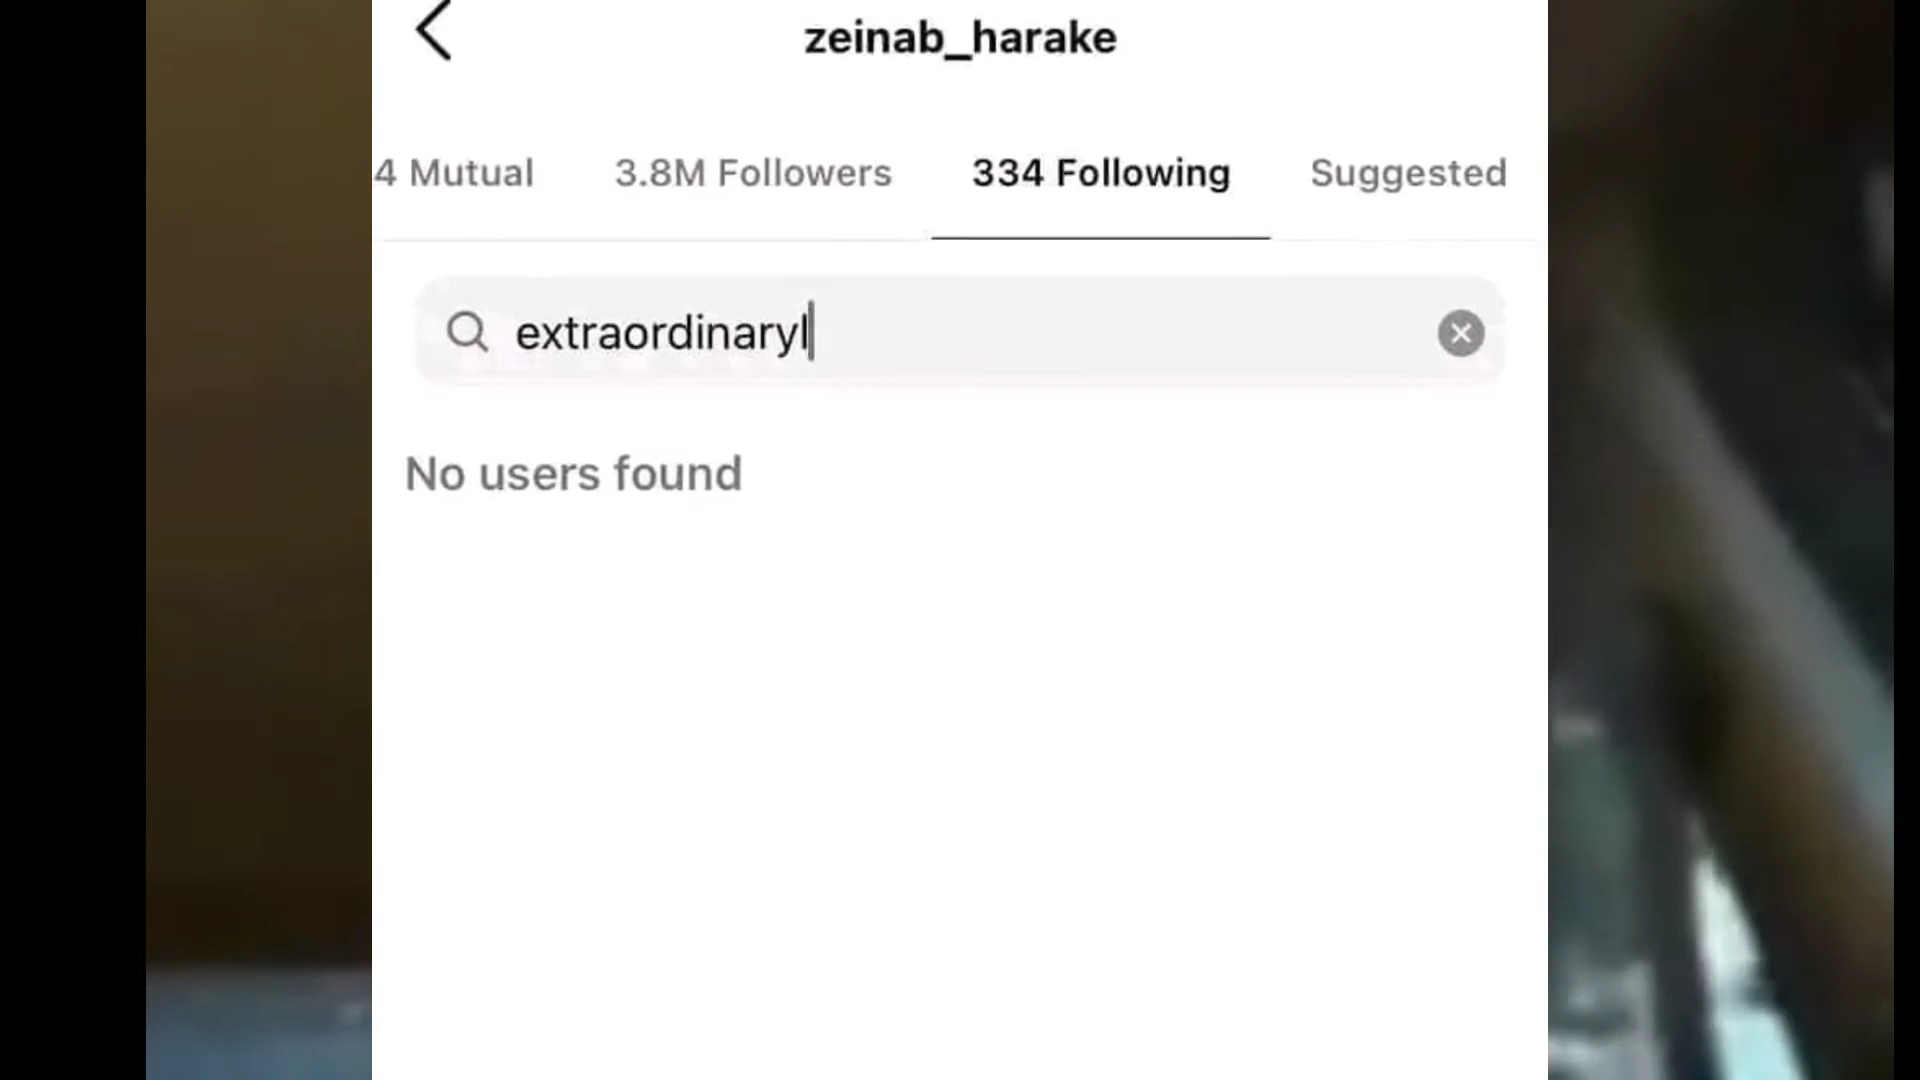 zeinab_harake
4 Mutual 3.8M Followers 334 Following Suggested
extraordinaryl
No users found